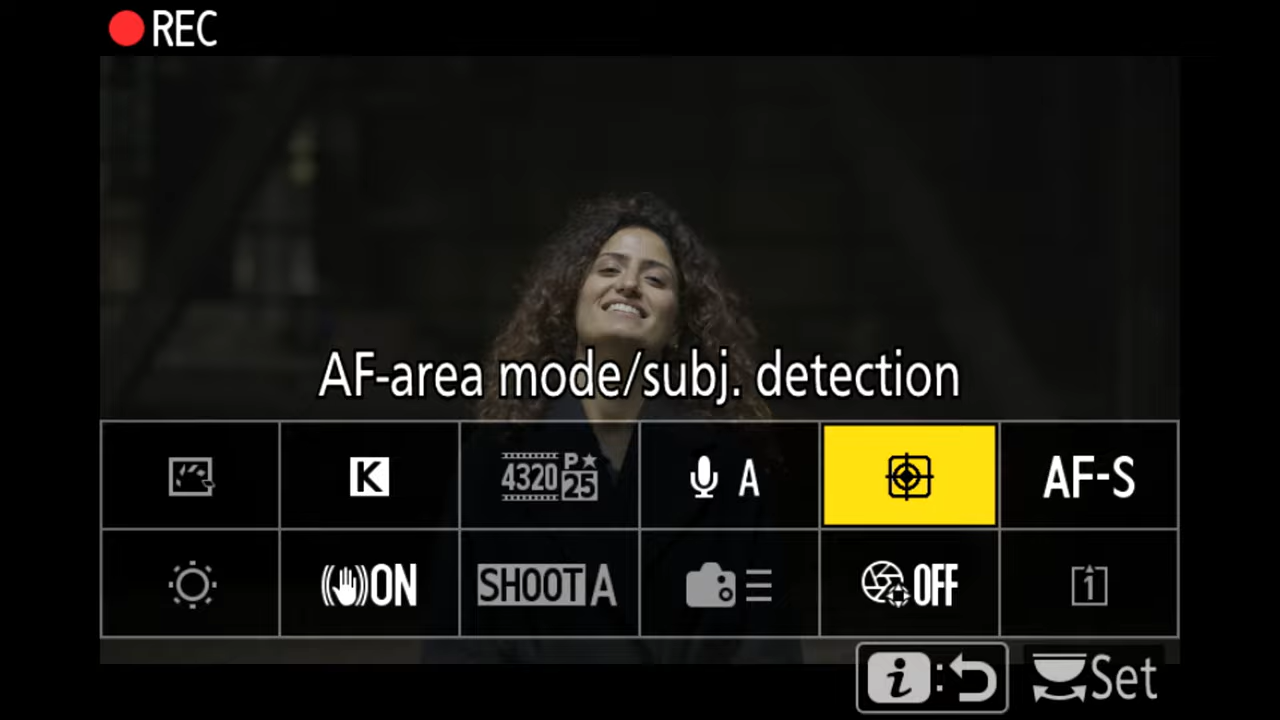 REC
AF-area mode/subj. detection
K
4320 P★ 25
A
AF-S
ON
SHOOT A
OFF
1
i : Set